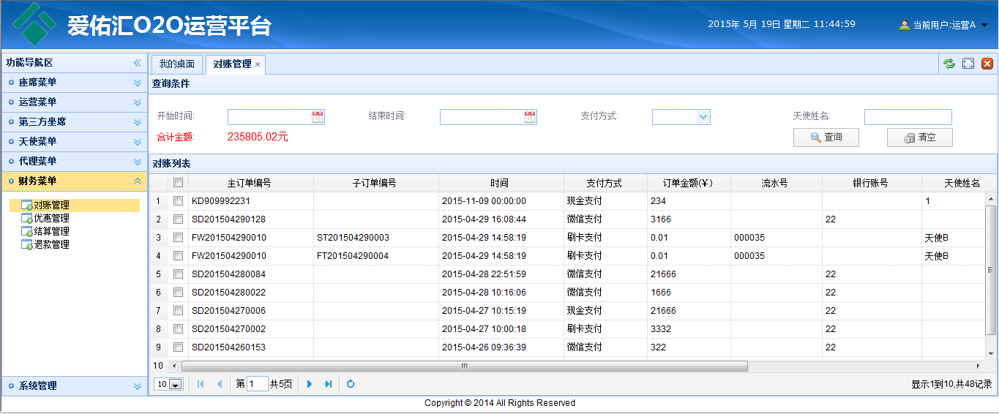 爱佑汇O2O运营平台
2015年 5月 19日 星期二 11:44:59
当前用户:运营A
功能导航区
座席菜单
运营菜单
第三方坐席
天使菜单
代理菜单
财务菜单
对账管理
优惠管理
结算管理
退款管理
系统管理
我的桌面 对账管理
查询条件
开始时间: 结束时间: 支付方式: 天使姓名:
合计金额: 235805.02元 查询 清空
对账列表
主订单编号 子订单编号 时间 支付方式 订单金额(¥) 流水号 银行账号 天使姓名
1 KD909992231 2015-11-09 00:00:00 现金支付 234 1
2 SD201504290128 2015-04-29 16:08:44 微信支付 3166 22
3 FW201504290010 ST201504290003 2015-04-29 14:58:19 刷卡支付 0.01 000035 天使B
4 FW201504290010 FT201504290004 2015-04-29 14:58:19 刷卡支付 0.01 000035 天使B
5 SD201504280084 2015-04-28 22:51:59 微信支付 21666 22
6 SD201504280022 2015-04-28 10:16:06 微信支付 1666 22
7 SD201504270006 2015-04-27 10:15:19 现金支付 21666 22
8 SD201504270002 2015-04-27 10:00:18 刷卡支付 3332 22
9 SD201504260153 2015-04-26 09:36:39 微信支付 322 22
10
10 第 1 共5页 显示1到10,共48记录
Copyright © 2014 All Rights Reserved